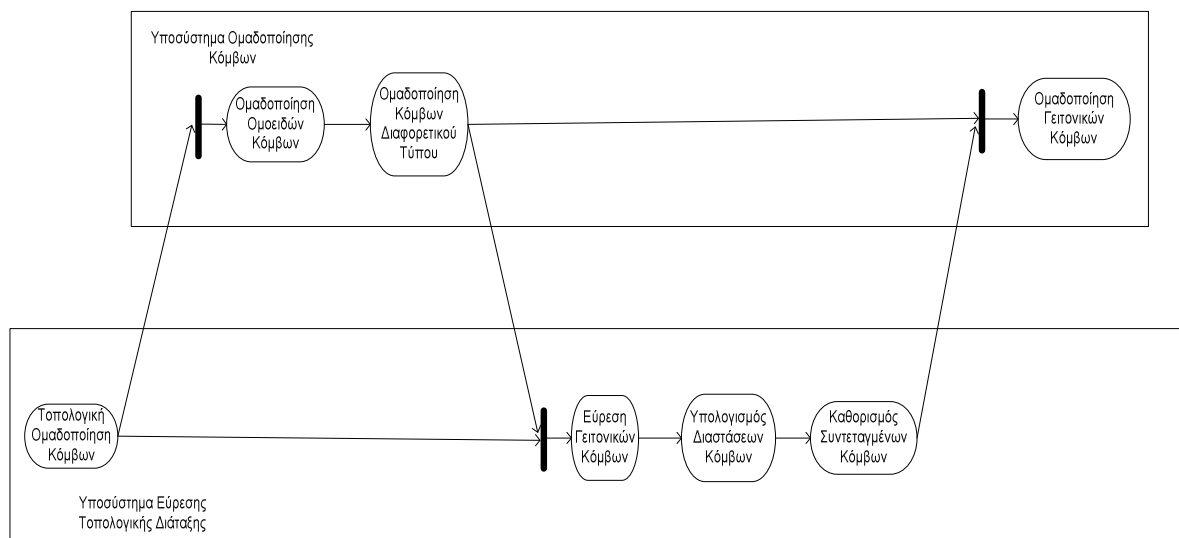 Υποσύστημα Ομαδοποίησης
Κόμβων
Ομαδοποίηση
Ομοειδών
Κόμβων
Ομαδοποίηση
Κόμβων
Διαφορετικού
Τύπου
Ομαδοποίηση
Γειτονικών
Κόμβων
Τοπολογική
Ομαδοποίηση
Κόμβων
Εύρεση
Γειτονικών
Κόμβων
Υπολογισμός
Διαστάσεων
Κόμβων
Καθορισμός
Συντεταγμένων
Κόμβων
Υποσύστημα Εύρεσης
Τοπολογικής Διάταξης